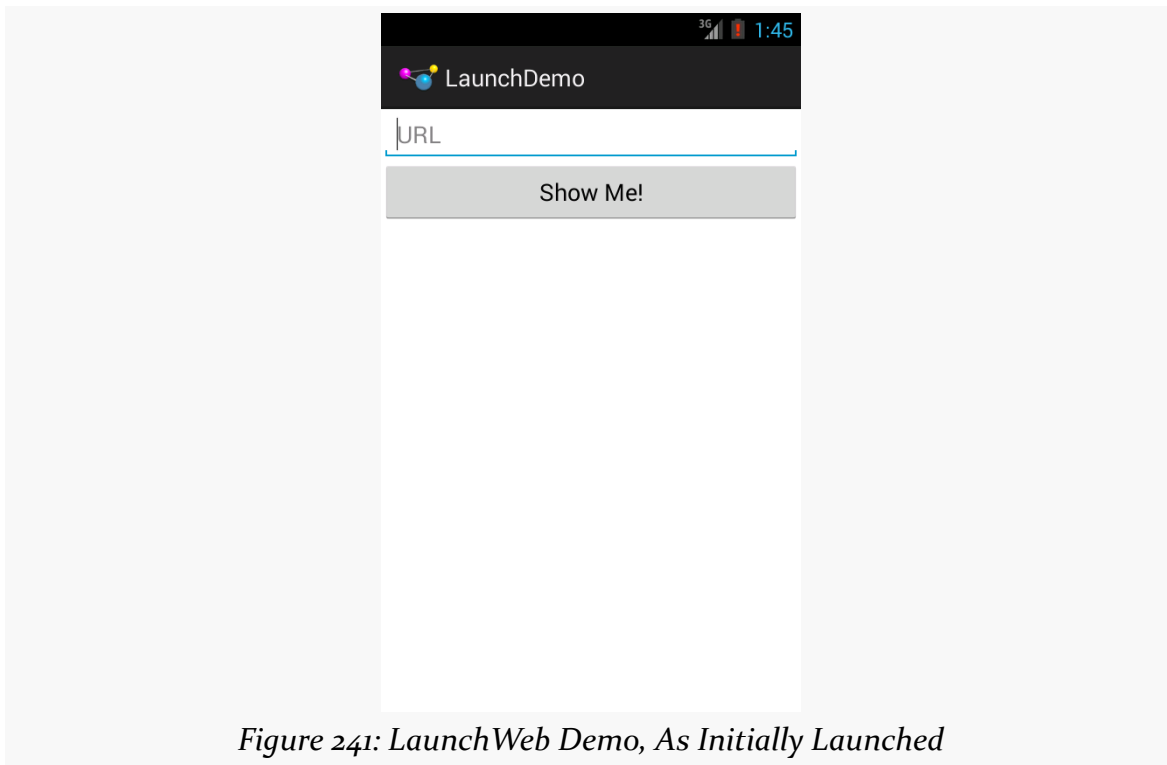 3G 1:45
LaunchDemo
URL
Show Me!
Figure 241: LaunchWeb Demo, As Initially Launched